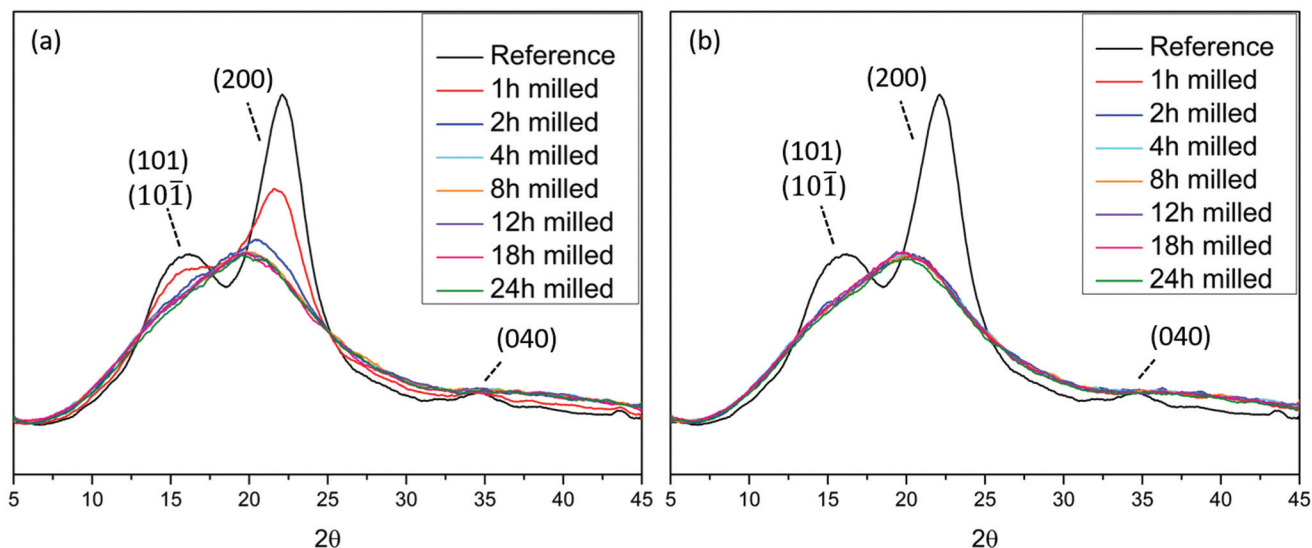 (a)
(200)
(101)
(101̄)
(040)
Reference
1h milled
2h milled
4h milled
8h milled
12h milled
18h milled
24h milled
5 10 15 20 25 30 35 40 45
2θ
(b)
(200)
(101)
(101̄)
(040)
Reference
1h milled
2h milled
4h milled
8h milled
12h milled
18h milled
24h milled
5 10 15 20 25 30 35 40 45
2θ